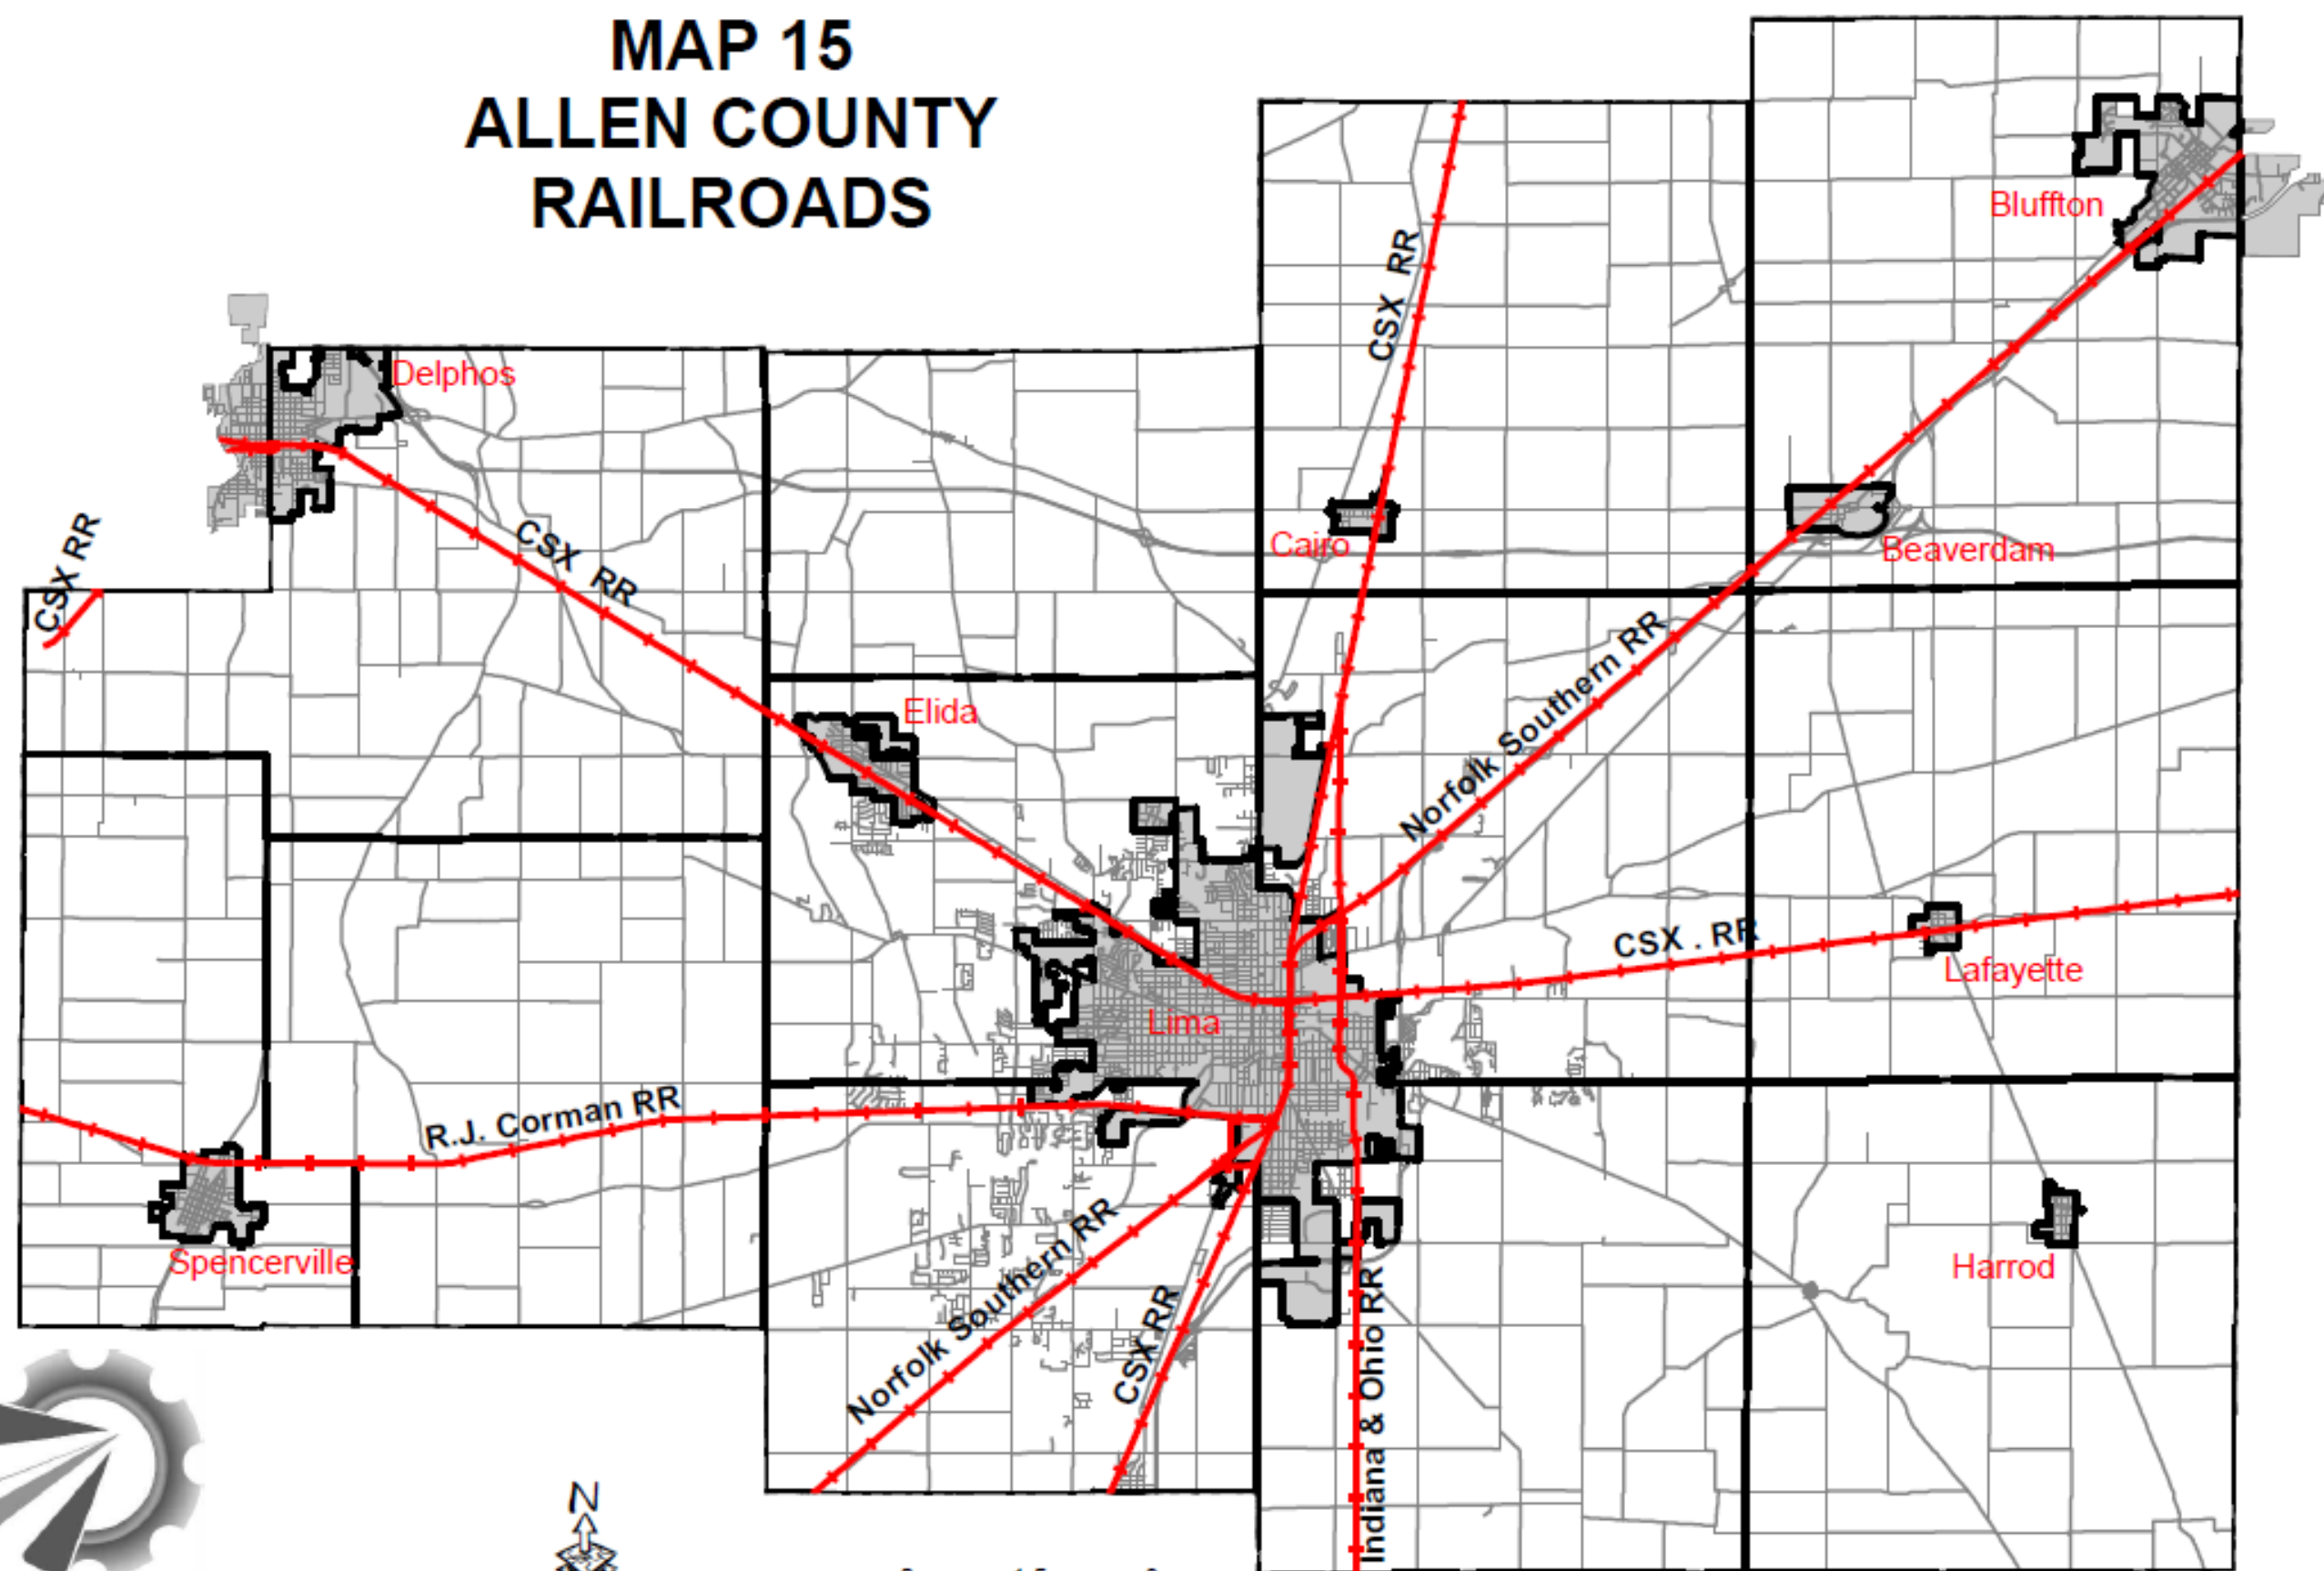 MAP 15
ALLEN COUNTY
RAILROADS
Bluffton
CSX RR
Delphos
CSX RR
CSX RR
Cairo
Beaverdam
Norfolk Southern RR
Elida
CSX . RR
Lafayette
Lima
R.J. Corman RR
Norfolk Southern RR
CSX RR
Indiana & Ohio RR
Spencerville
Harrod
N